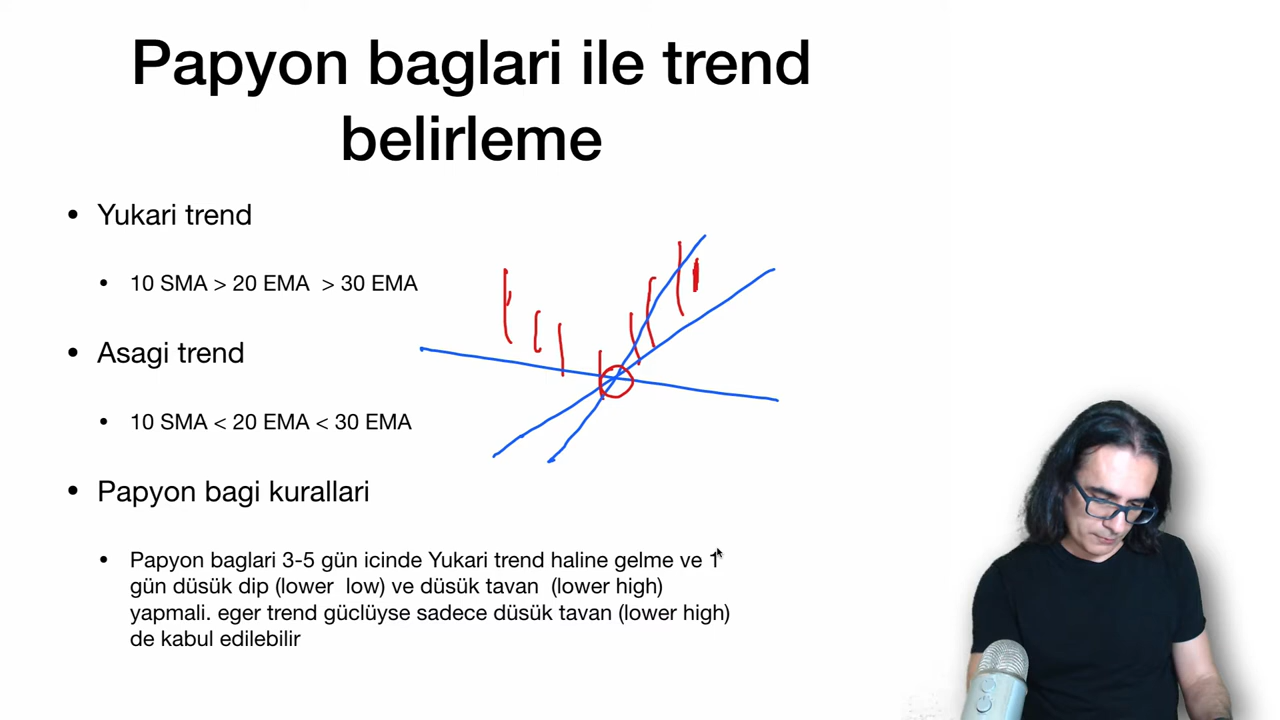 Papyon baglari ile trend
belirleme
• Yukari trend
• 10 SMA > 20 EMA > 30 EMA
• Asagi trend
• 10 SMA < 20 EMA < 30 EMA
• Papyon bagi kurallari
• Papyon baglari 3-5 gün icinde Yukari trend haline gelme ve 1
gün düsük dip (lower low) ve düsük tavan (lower high)
yapmali. eger trend güclüyse sadece düsük tavan (lower high)
de kabul edilebilir